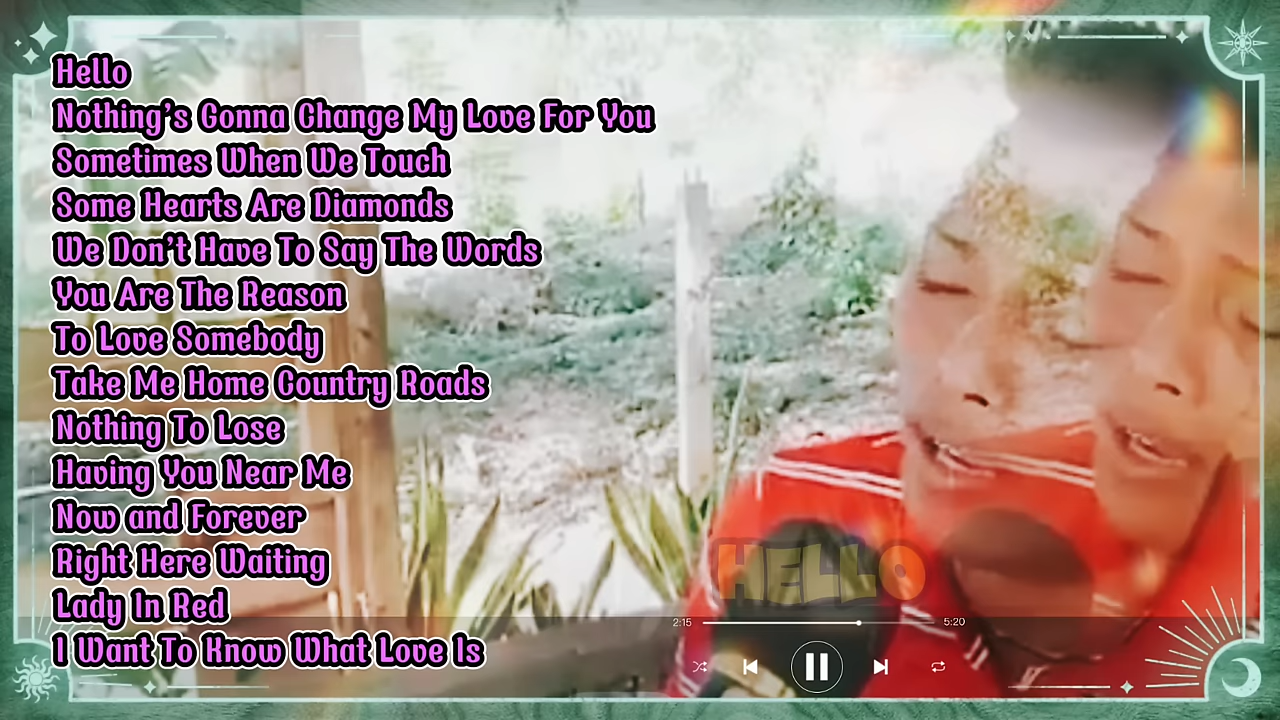 Hello
Nothing's Gonna Change My Love For You
Sometimes When We Touch
Some Hearts Are Diamonds
We Don't Have To Say The Words
You Are The Reason
To Love Somebody
Take Me Home Country Roads
Nothing To Lose
Having You Near Me
Now and Forever
Right Here Waiting
Lady In Red
I Want To Know What Love Is
HELLO
2:15 5:20